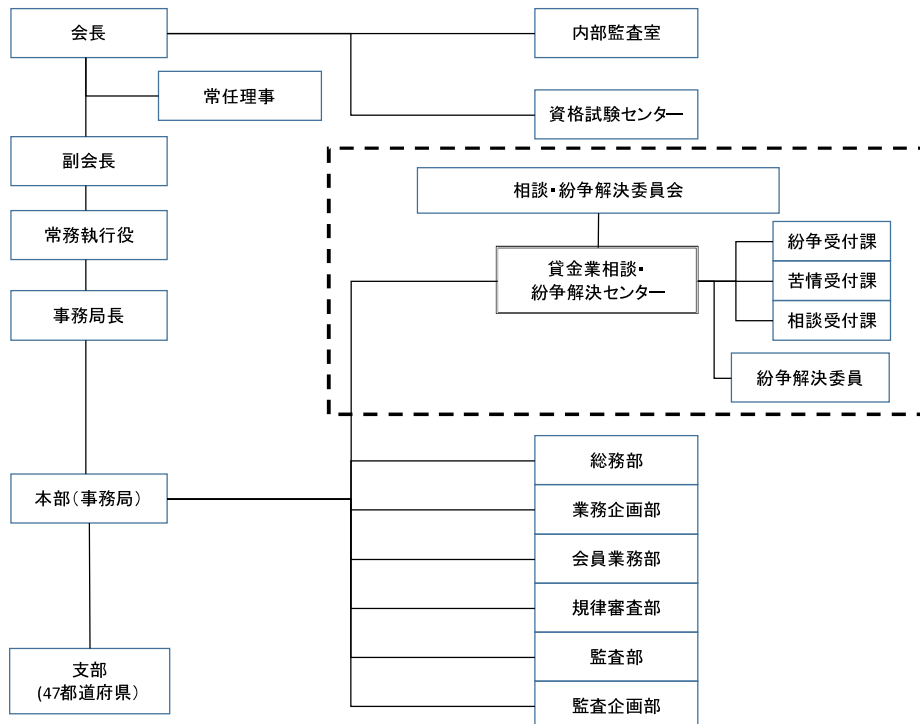 会長
内部監査室
常任理事
資格試験センター
副会長
相談・紛争解決委員会
常務執行役
貸金業相談・
紛争解決センター
紛争受付課
苦情受付課
相談受付課
事務局長
紛争解決委員
総務部
本部（事務局）
業務企画部
会員業務部
規律審査部
監査部
支部
(47都道府県）
監査企画部